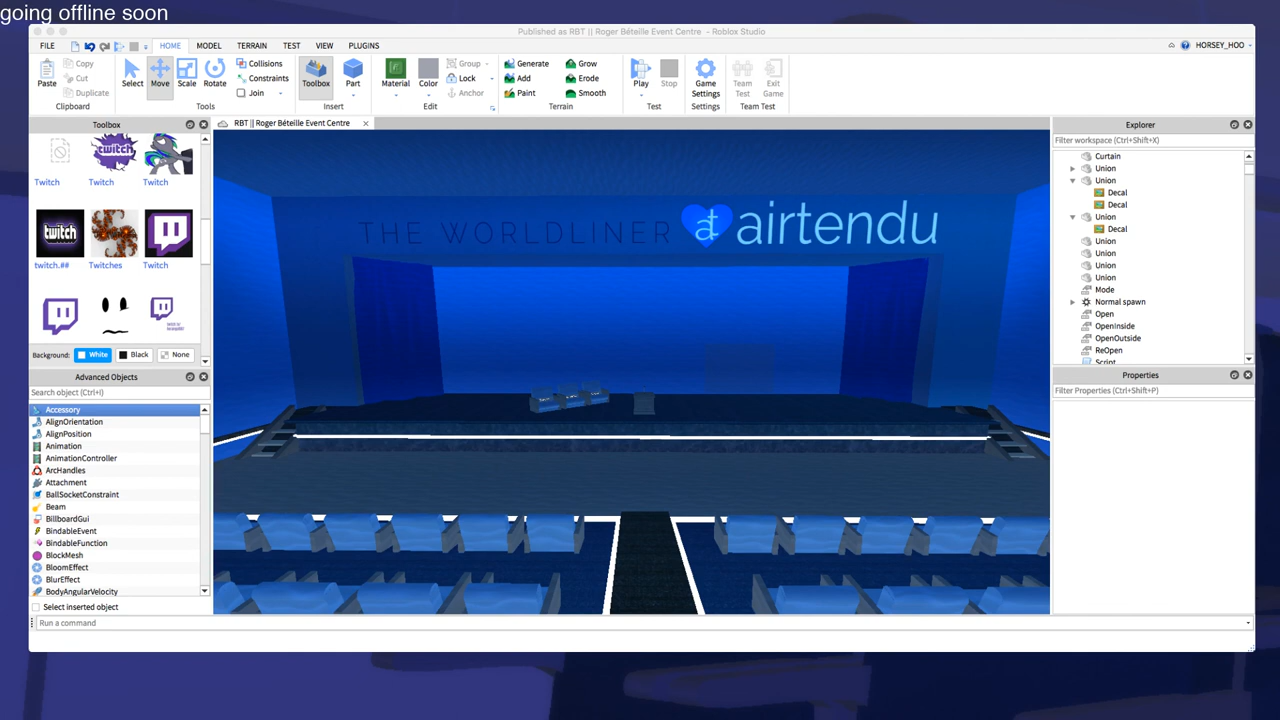 going offline soon
Published as RBT || Roger Béteille Event Centre – Roblox Studio
FILE HOME MODEL TERRAIN TEST VIEW PLUGINS HORSEY_HOO
Paste Copy Cut Duplicate Clipboard
Select Move Scale Rotate Collisions Constraints Join Tools
Toolbox Part Insert
Material Color Group Lock Anchor Edit
Generate Add Paint Grow Erode Smooth Terrain
Play Stop Test
Game Settings Settings
Team Test Exit Game Team Test
Toolbox
RBT || Roger Béteille Event Centre
Explorer
Filter workspace (Ctrl+Shift+X)
twitch
Twitch Twitch Twitch
twitch
twitch.## Twitches Twitch
Background: White Black None
Advanced Objects
Search object (Ctrl+I)
Accessory
AlignOrientation
AlignPosition
Animation
AnimationController
ArcHandles
Attachment
BallSocketConstraint
Beam
BillboardGui
BindableEvent
BindableFunction
BlockMesh
BloomEffect
BlurEffect
BodyAngularVelocity
Select inserted object
Run a command
THE WORLDLINER at airtendu
Curtain
Union
Union
Decal
Decal
Union
Decal
Union
Union
Union
Union
Mode
Normal spawn
Open
OpenInside
OpenOutside
ReOpen
Script
Properties
Filter Properties (Ctrl+Shift+P)